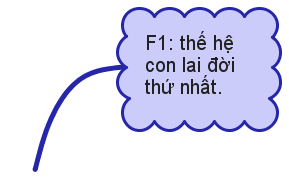 F1: thế hệ
con lai đời
thứ nhất.